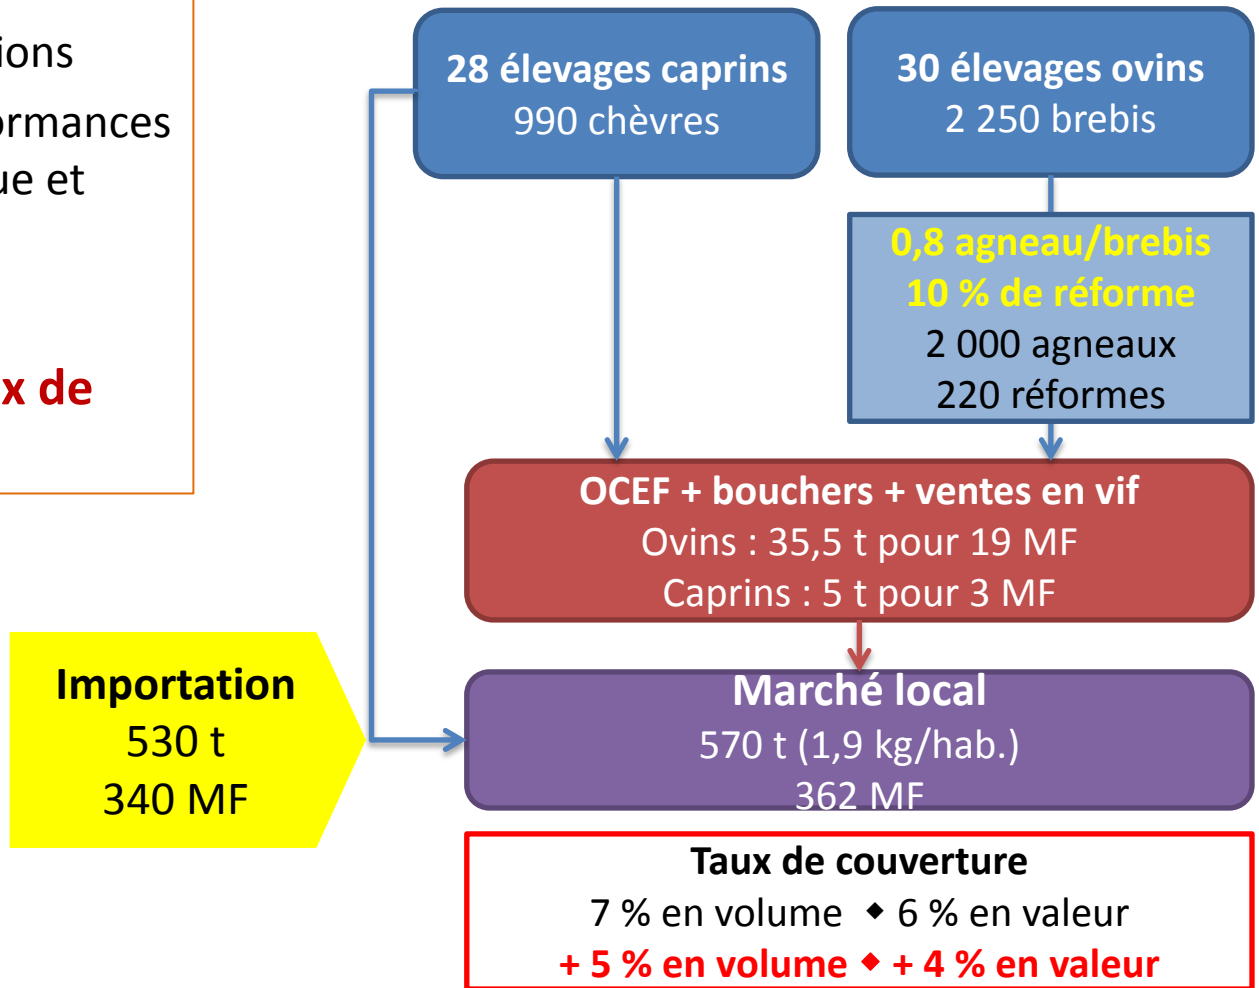 ions
ormances
ue et
x de
28 élevages caprins
990 chèvres
30 élevages ovins
2 250 brebis
0,8 agneau/brebis
10 % de réforme
2 000 agneaux
220 réformes
OCEF + bouchers + ventes en vif
Ovins : 35,5 t pour 19 MF
Caprins : 5 t pour 3 MF
Importation
530 t
340 MF
Marché local
570 t (1,9 kg/hab.)
362 MF
Taux de couverture
7 % en volume ◆ 6 % en valeur
+ 5 % en volume ◆ + 4 % en valeur